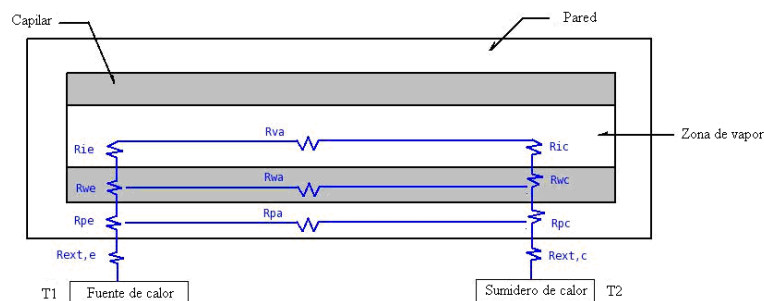 Capilar
Pared
Rva
Zona de vapor
Rie
Ric
Rwe
Rwa
Rwc
Rpe
Rpa
Rpc
Rext,e
Rext,c
T1
Fuente de calor
Sumidero de calor
T2